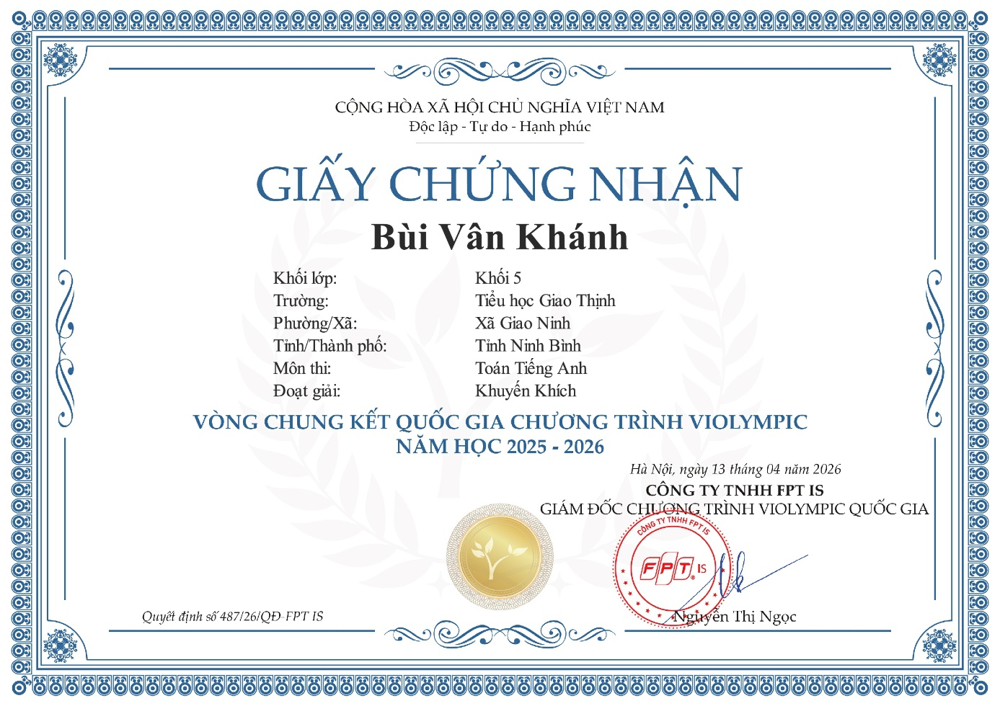 CỘNG HÒA XÃ HỘI CHỦ NGHĨA VIỆT NAM
Độc lập - Tự do - Hạnh phúc
GIẤY CHỨNG NHẬN
Bùi Vân Khánh
Khối lớp: Khối 5
Trường: Tiểu học Giao Thịnh
Phường/Xã: Xã Giao Ninh
Tỉnh/Thành phố: Tỉnh Ninh Bình
Môn thi: Toán Tiếng Anh
Đoạt giải: Khuyến Khích
VÒNG CHUNG KẾT QUỐC GIA CHƯƠNG TRÌNH VIOLYMPIC
NĂM HỌC 2025 - 2026
Hà Nội, ngày 13 tháng 04 năm 2026
CÔNG TY TNHH FPT IS
GIÁM ĐỐC CHƯƠNG TRÌNH VIOLYMPIC QUỐC GIA
CÔNG TY TNHH FPT IS
FPT IS
Nguyễn Thị Ngọc
Quyết định số 487/26/QĐ-FPT IS